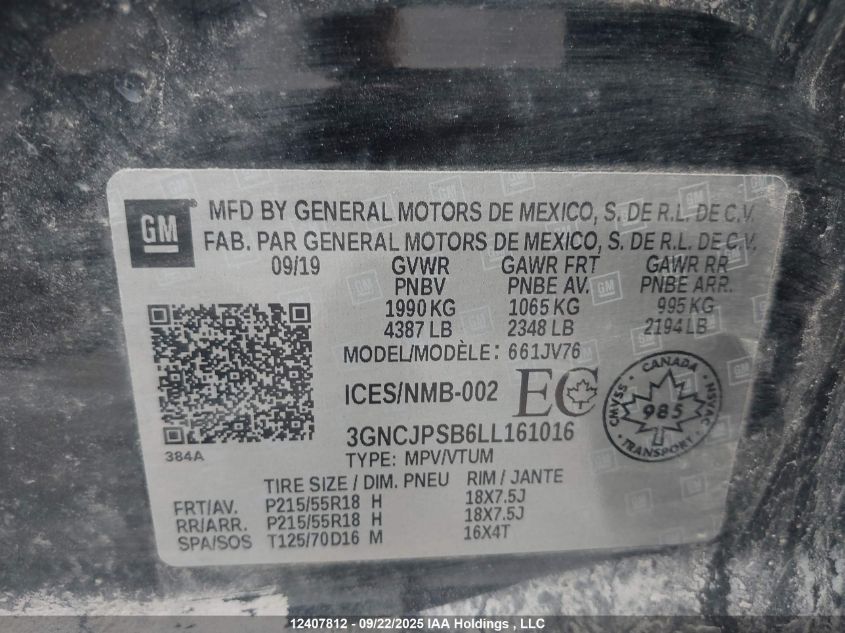 GM
MFD BY GENERAL MOTORS DE MEXICO, S. DE R.L. DE C.V.
FAB. PAR GENERAL MOTORS DE MEXICO, S. DE R.L. DE C.V.
09/19 GVWR GAWR FRT GAWR RR
PNBV PNBE AV. PNBE ARR.
1990 KG 1065 KG 995 KG
4387 LB 2348 LB 2194 LB
MODEL/MODÈLE: 661JV76
ICES/NMB-002 EC
CANADA
CMVSS 985 NSVAC
TRANSPORT
3GNCJPSB6LL161016
384A
TYPE: MPV/VTUM
TIRE SIZE / DIM. PNEU RIM / JANTE
FRT/AV. P215/55R18 H 18X7.5J
RR/ARR. P215/55R18 H 18X7.5J
SPA/SOS T125/70D16 M 16X4T
12407812 - 09/22/2025 IAA Holdings, LLC